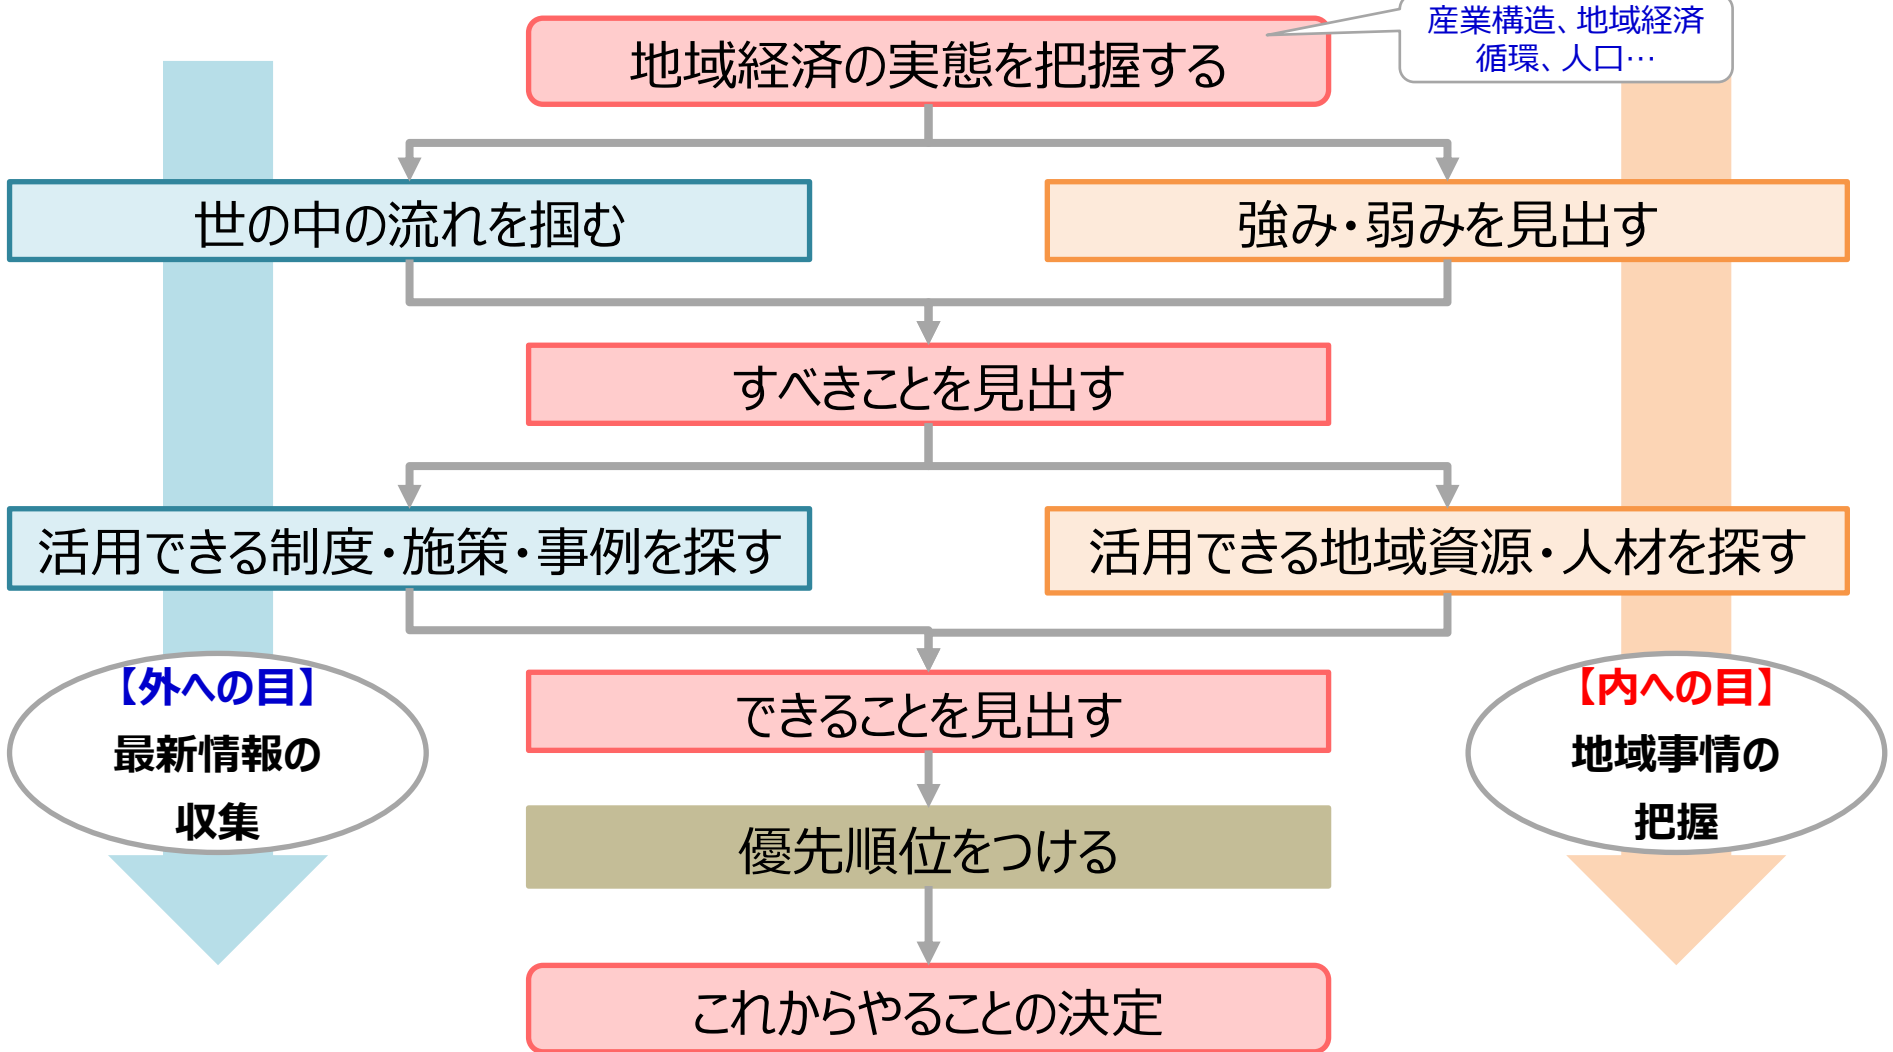 産業構造、地域経済
循環、人口…
地域経済の実態を把握する
世の中の流れを掴む
強み・弱みを見出す
すべきことを見出す
活用できる制度・施策・事例を探す
活用できる地域資源・人材を探す
【外への目】
最新情報の
収集
【内への目】
地域事情の
把握
できることを見出す
優先順位をつける
これからやることの決定